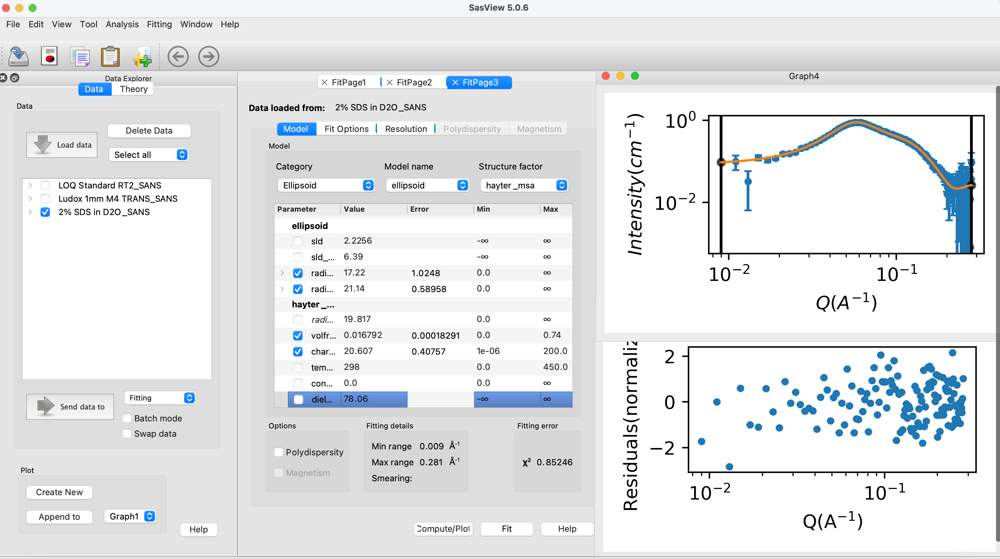 SasView 5.0.6
File Edit View Tool Analysis Fitting Window Help
Data Explorer
Data Theory
Data
Load data
Delete Data
Select all
LOQ Standard RT2_SANS
Ludox 1mm M4 TRANS_SANS
2% SDS in D2O_SANS
Send data to
Fitting
Batch mode
Swap data
Plot
Create New
Append to
Graph1
Help
FitPage1 FitPage2 FitPage3
Data loaded from: 2% SDS in D2O_SANS
Model Fit Options Resolution Polydispersity Magnetism
Model
Category Model name Structure factor
Ellipsoid ellipsoid hayter_msa
Parameter Value Error Min Max
ellipsoid
sld 2.2256 -∞ ∞
sld_... 6.39 -∞ ∞
radi... 17.22 1.0248 0.0 ∞
radi... 21.14 0.58958 0.0 ∞
hayter_...
radi... 19.817 0.0 ∞
volfr... 0.016792 0.00018291 0.0 0.74
char... 20.607 0.40757 1e-06 200.0
tem... 298 0.0 450.0
con... 0.0 0.0 ∞
diel... 78.06 -∞ ∞
Options
Polydispersity
Magnetism
Fitting details
Min range 0.009 Å⁻¹
Max range 0.281 Å⁻¹
Smearing:
Fitting error
χ² 0.85246
Compute/Plot Fit Help
Graph4
Intensity(cm⁻¹)
10⁰
10⁻²
10⁻² 10⁻¹
Q(A⁻¹)
Residuals(normaliz
2
0
−2
10⁻² 10⁻¹
Q(A⁻¹)